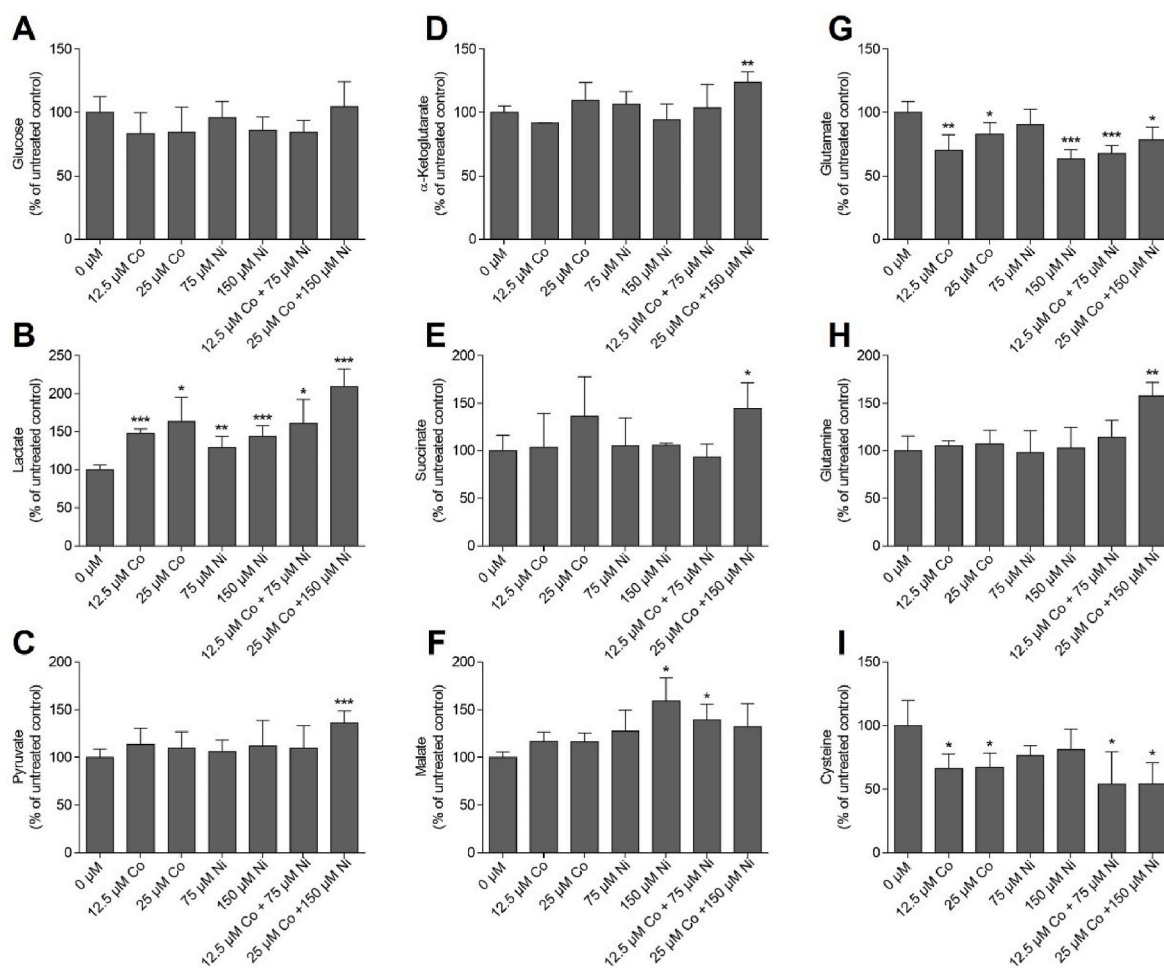 A
Glucose
(% of untreated control)
150
100
50
0
0 µM
12.5 µM Co
25 µM Co
75 µM Ni
150 µM Ni
12.5 µM Co + 75 µM Ni
25 µM Co +150 µM Ni
B
Lactate
(% of untreated control)
250
200
150
100
50
0
***
*
**
***
*
***
0 µM
12.5 µM Co
25 µM Co
75 µM Ni
150 µM Ni
12.5 µM Co + 75 µM Ni
25 µM Co +150 µM Ni
C
Pyruvate
(% of untreated control)
200
150
100
50
0
***
0 µM
12.5 µM Co
25 µM Co
75 µM Ni
150 µM Ni
12.5 µM Co + 75 µM Ni
25 µM Co +150 µM Ni
D
α-Ketoglutarate
(% of untreated control)
150
100
50
0
**
0 µM
12.5 µM Co
25 µM Co
75 µM Ni
150 µM Ni
12.5 µM Co + 75 µM Ni
25 µM Co +150 µM Ni
E
Succinate
(% of untreated control)
200
150
100
50
0
*
0 µM
12.5 µM Co
25 µM Co
75 µM Ni
150 µM Ni
12.5 µM Co + 75 µM Ni
25 µM Co +150 µM Ni
F
Malate
(% of untreated control)
200
150
100
50
0
*
*
0 µM
12.5 µM Co
25 µM Co
75 µM Ni
150 µM Ni
12.5 µM Co + 75 µM Ni
25 µM Co +150 µM Ni
G
Glutamate
(% of untreated control)
150
100
50
0
**
*
***
***
*
0 µM
12.5 µM Co
25 µM Co
75 µM Ni
150 µM Ni
12.5 µM Co + 75 µM Ni
25 µM Co +150 µM Ni
H
Glutamine
(% of untreated control)
200
150
100
50
0
**
0 µM
12.5 µM Co
25 µM Co
75 µM Ni
150 µM Ni
12.5 µM Co + 75 µM Ni
25 µM Co +150 µM Ni
I
Cysteine
(% of untreated control)
150
100
50
0
*
*
*
*
0 µM
12.5 µM Co
25 µM Co
75 µM Ni
150 µM Ni
12.5 µM Co + 75 µM Ni
25 µM Co +150 µM Ni